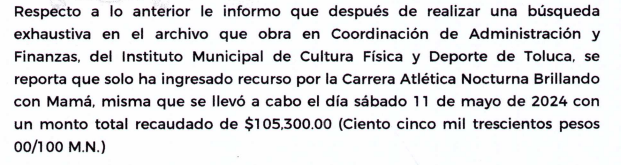 Respecto a lo anterior le informo que después de realizar una búsqueda
exhaustiva en el archivo que obra en Coordinación de Administración y
Finanzas, del Instituto Municipal de Cultura Física y Deporte de Toluca, se
reporta que solo ha ingresado recurso por la Carrera Atlética Nocturna Brillando
con Mamá, misma que se llevó a cabo el día sábado 11 de mayo de 2024 con
un monto total recaudado de $105,300.00 (Ciento cinco mil trescientos pesos
00/100 M.N.)